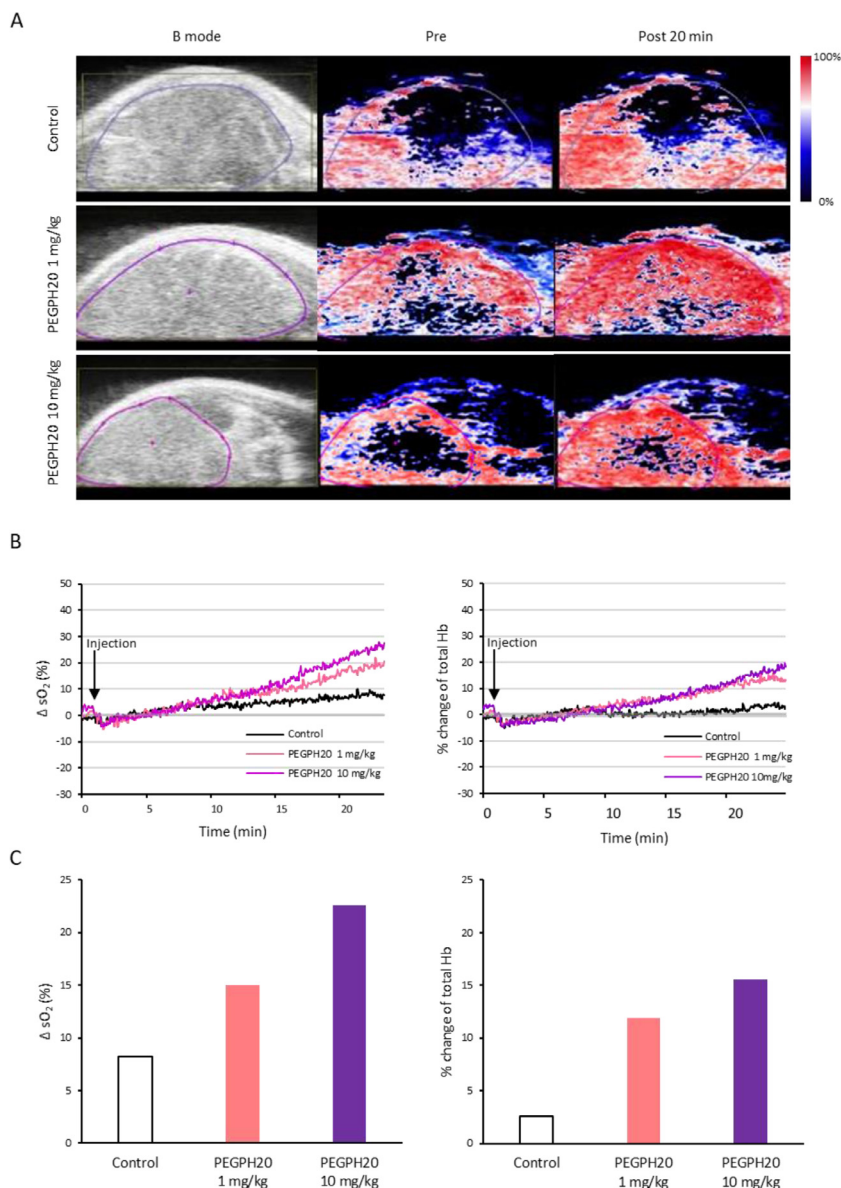 A
B mode
Pre
Post 20 min
Control
100%
0%
PEGPH20 1 mg/kg
PEGPH20 10 mg/kg
B
Δ sO₂ (%)
50
40
30
20
10
0
-10
-20
-30
Injection
Control
PEGPH20 1 mg/kg
PEGPH20 10 mg/kg
0 5 10 15 20
Time (min)
% change of total Hb
50
40
30
20
10
0
-10
-20
-30
Injection
Control
PEGPH20 1 mg/kg
PEGPH20 10mg/kg
0 5 10 15 20
Time (min)
C
Δ sO₂ (%)
25
20
15
10
5
0
Control
PEGPH20
1 mg/kg
PEGPH20
10 mg/kg
% change of total Hb
25
20
15
10
5
0
Control
PEGPH20
1 mg/kg
PEGPH20
10 mg/kg